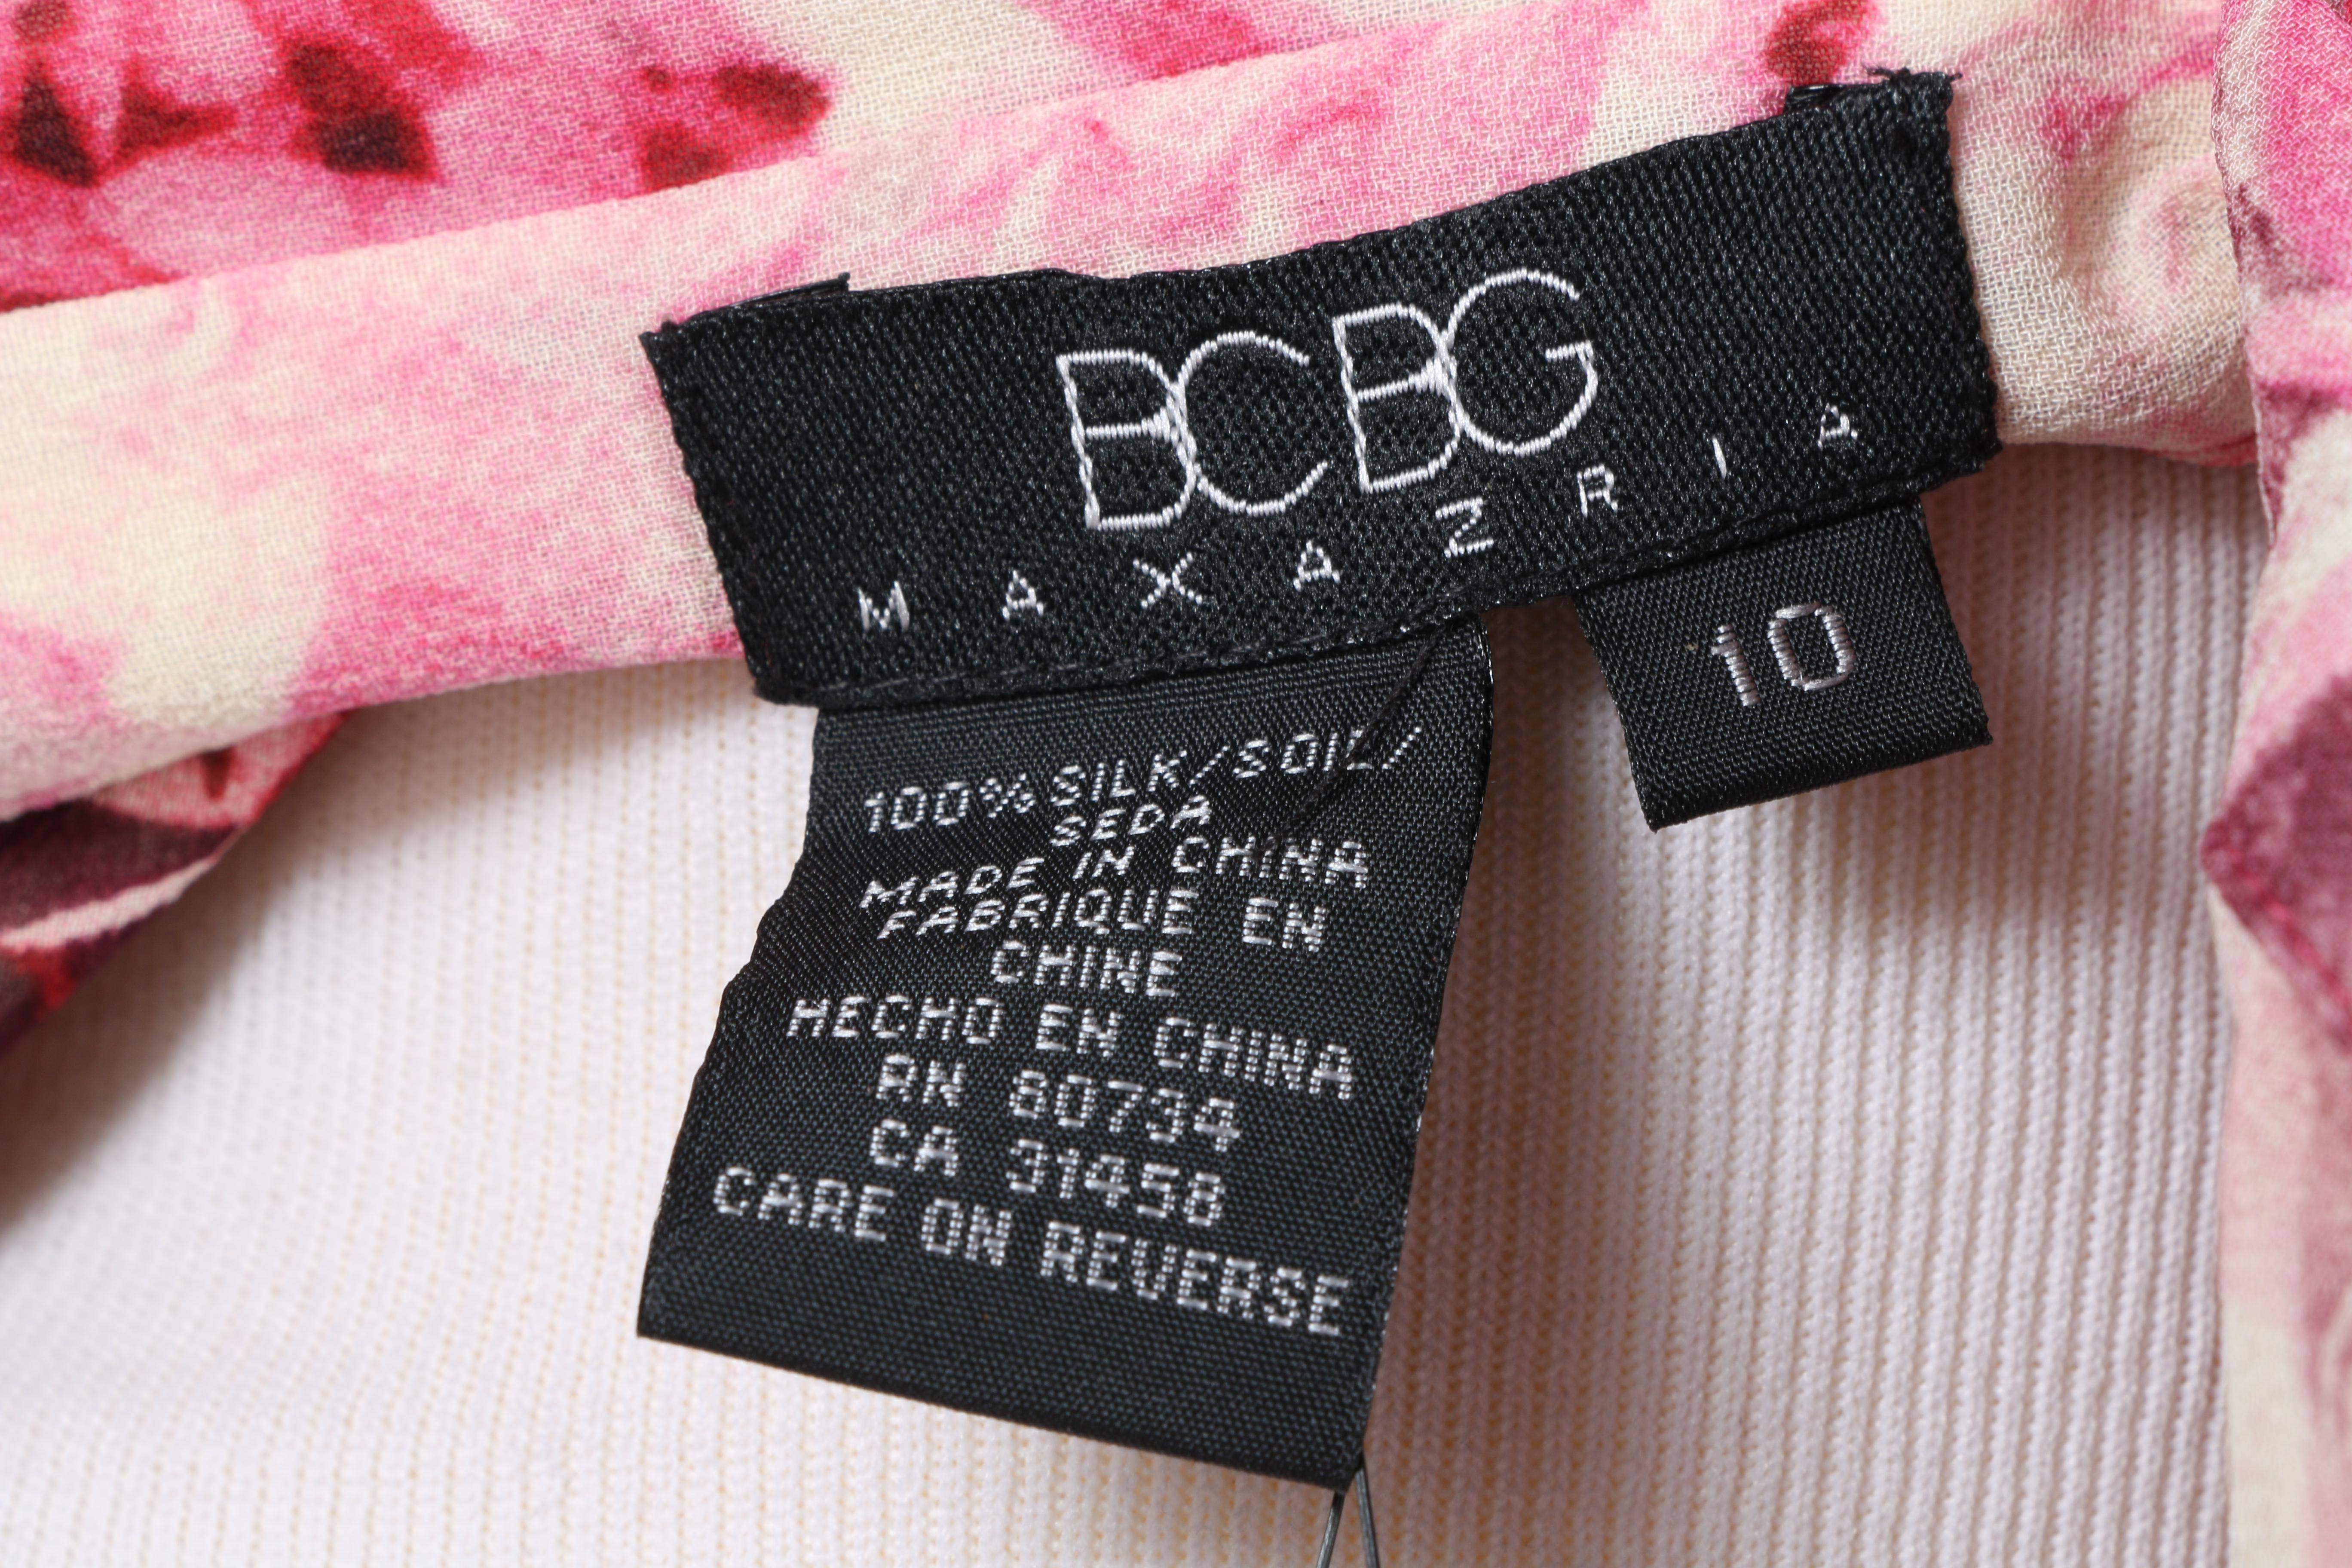 BCBG
MAXAZRIA
10
100% SILK/SOIE/
SEDA
MADE IN CHINA
FABRIQUE EN
CHINE
HECHO EN CHINA
RN 80734
CA 31458
CARE ON REVERSE